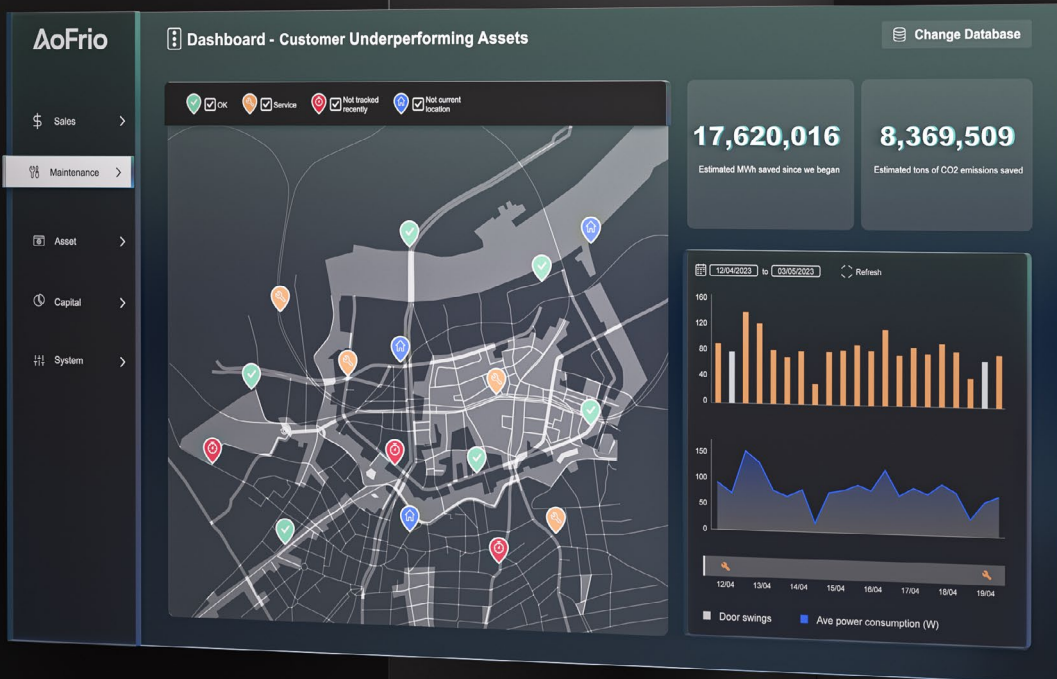 AoFrio
Dashboard - Customer Underperforming Assets
Change Database
Sales
Maintenance
Asset
Capital
System
OK
Service
Not tracked
recently
Not current
location
17,620,016
Estimated MWh saved since we began
8,369,509
Estimated tons of CO2 emissions saved
12/04/2023 to 03/05/2023 Refresh
160
120
80
40
0
150
100
50
0
12/04 13/04 14/04 15/04 16/04 17/04 18/04 19/04
Door swings
Ave power consumption (W)